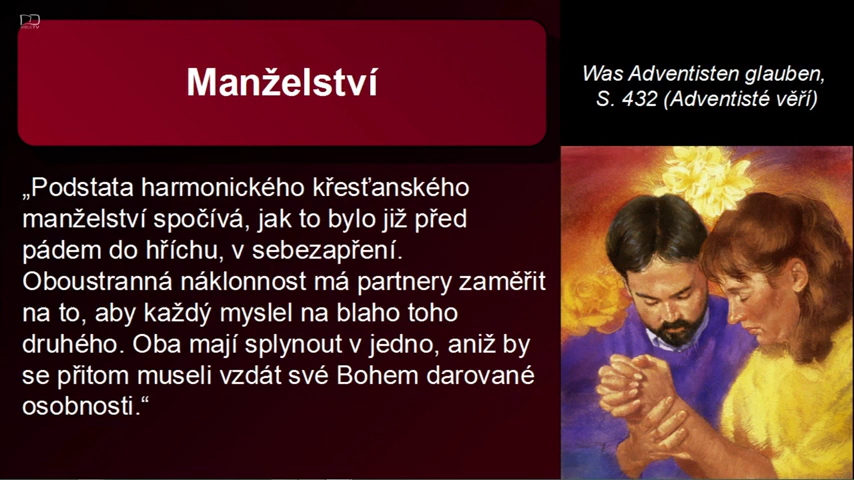 Manželství
Was Adventisten glauben,
S. 432 (Adventisté věří)
„Podstata harmonického křesťanského
manželství spočívá, jak to bylo již před
pádem do hříchu, v sebezapření.
Oboustranná náklonnost má partnery zaměřit
na to, aby každý myslel na blaho toho
druhého. Oba mají splynout v jedno, aniž by
se přitom museli vzdát své Bohem darované
osobnosti.“